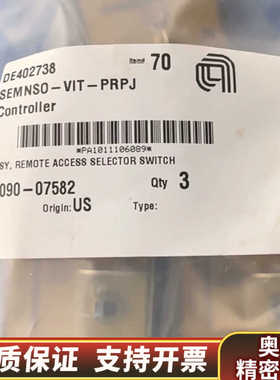 DE402738
Item 70
SEMNSO-VIT-PRPJ
Controller
*PA1011106089*
SY, REMOTE ACCESS SELECTOR SWITCH
090-07582
Qty 3
Origin: US Type:
奥
质保证 支持开票
精密